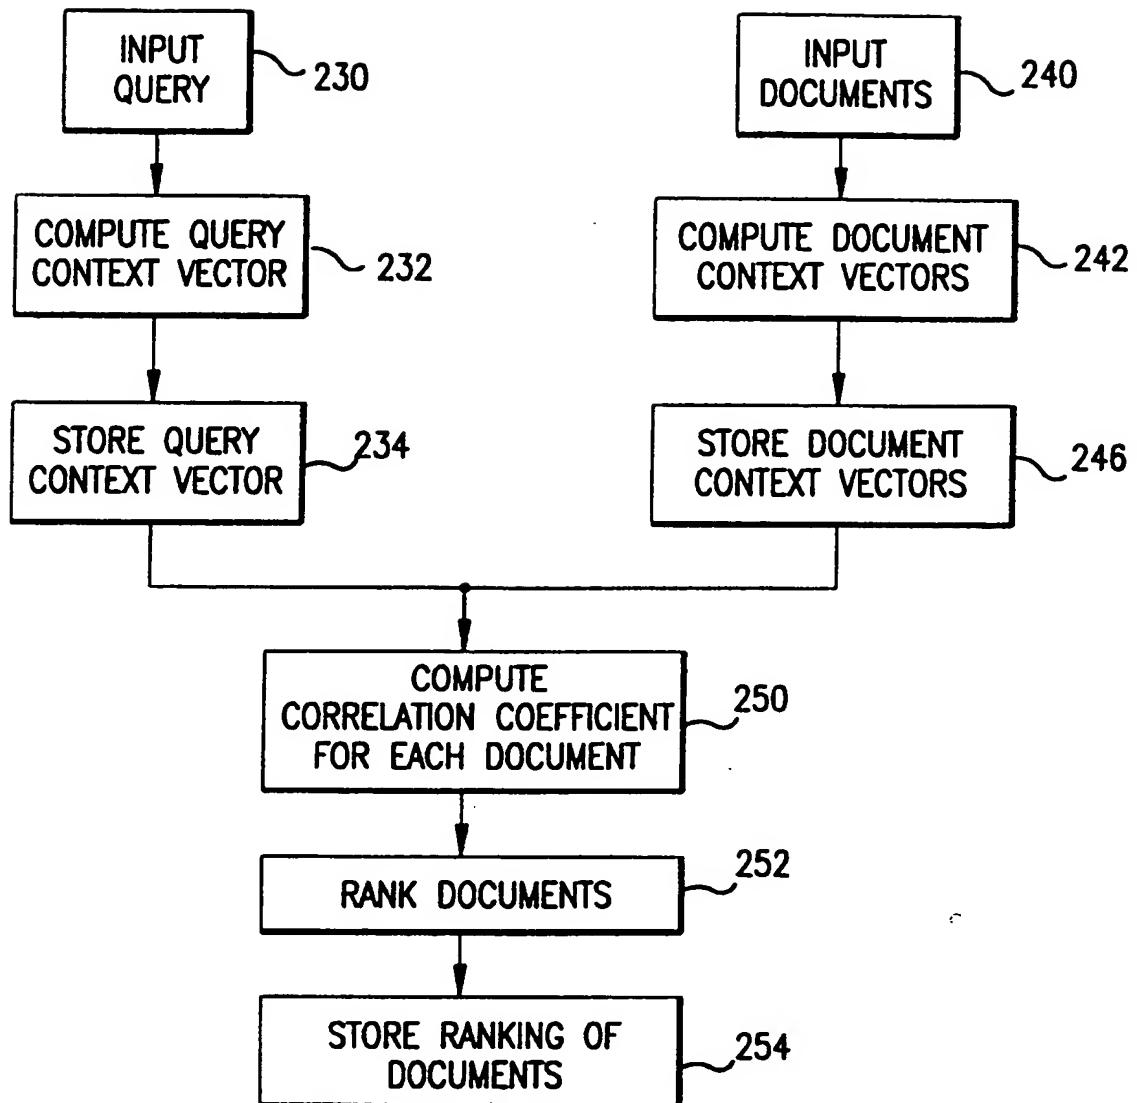 INPUT
QUERY
230
INPUT
DOCUMENTS
240
COMPUTE QUERY
CONTEXT VECTOR
232
COMPUTE DOCUMENT
CONTEXT VECTORS
242
STORE QUERY
CONTEXT VECTOR
234
STORE DOCUMENT
CONTEXT VECTORS
246
COMPUTE
CORRELATION COEFFICIENT
FOR EACH DOCUMENT
250
RANK DOCUMENTS
252
STORE RANKING OF
DOCUMENTS
254